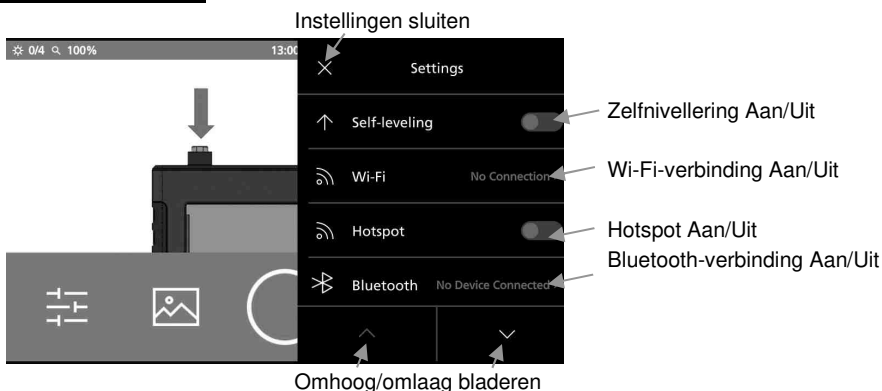 Instellingen sluiten
0/4 100% 13:00
Settings
Self-leveling
Zelfnivellering Aan/Uit
Wi-Fi No Connection
Wi-Fi-verbinding Aan/Uit
Hotspot
Hotspot Aan/Uit
Bluetooth No Device Connected
Bluetooth-verbinding Aan/Uit
Omhoog/omlaag bladeren